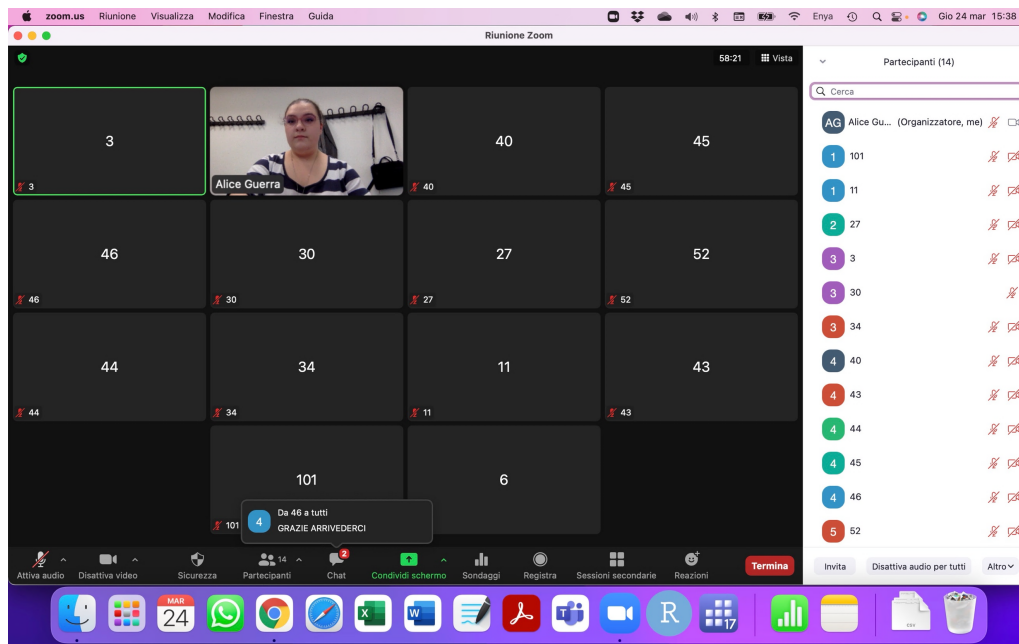 zoom.us Riunione Visualizza Modifica Finestra Guida Enya Gio 24 mar 15:38
Riunione Zoom
58:21 Vista
3
3
Alice Guerra
40
40
45
45
46
46
30
30
27
27
52
52
44
44
34
34
11
11
43
43
101
101
6
4
Da 46 a tutti
GRAZIE ARRIVEDERCI
Attiva audio
Disattiva video
Sicurezza
14
Partecipanti
2
Chat
Condividi schermo
Sondaggi
Registra
Sessioni secondarie
Reazioni
Termina
Partecipanti (14)
Cerca
AG Alice Gu... (Organizzatore, me)
1 101
1 11
2 27
3 3
3 30
3 34
4 40
4 43
4 44
4 45
4 46
5 52
Invita Disattiva audio per tutti Altro
MAR
24
X
W
R
17
CSV